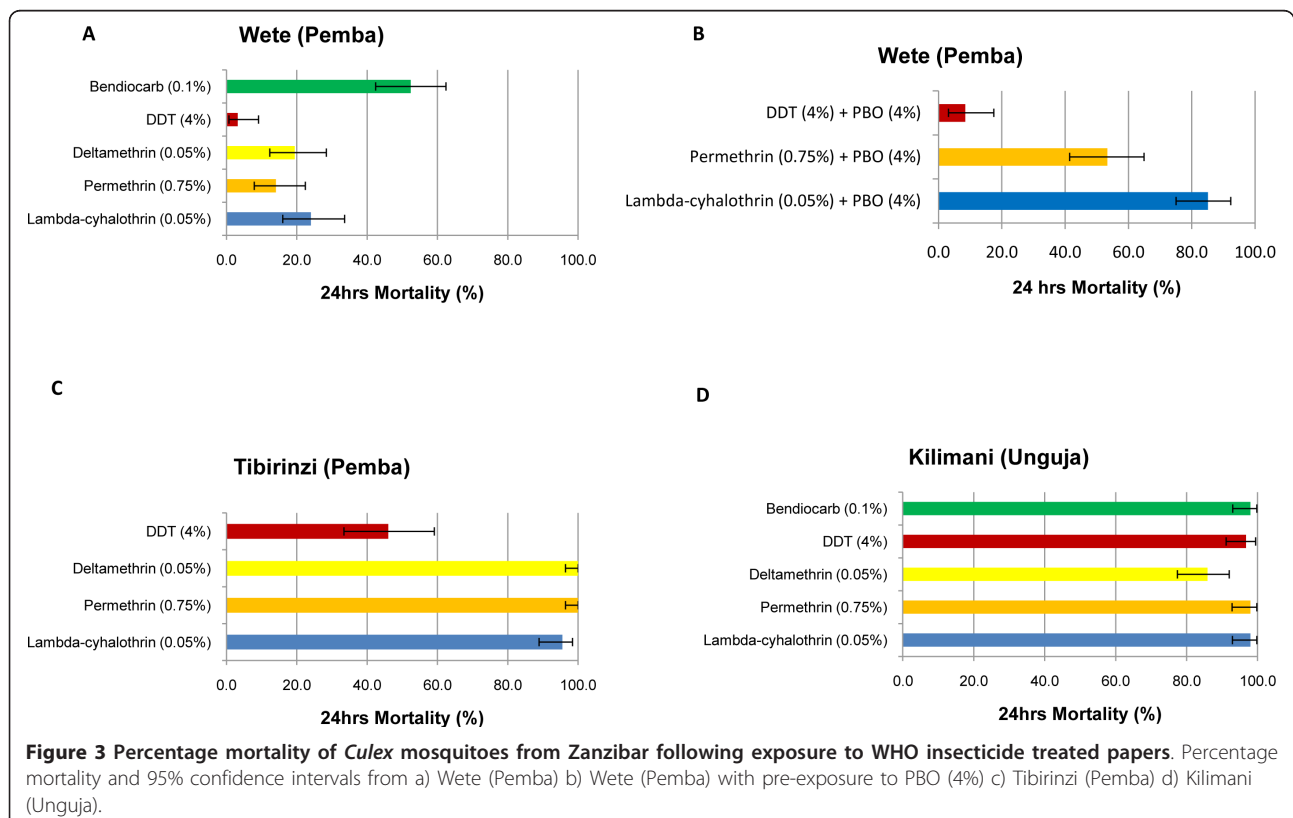 A
Wete (Pemba)
Bendiocarb (0.1%)
DDT (4%)
Deltamethrin (0.05%)
Permethrin (0.75%)
Lambda-cyhalothrin (0.05%)
0.0 20.0 40.0 60.0 80.0 100.0
24hrs Mortality (%)
B
Wete (Pemba)
DDT (4%) + PBO (4%)
Permethrin (0.75%) + PBO (4%)
Lambda-cyhalothrin (0.05%) + PBO (4%)
0.0 20.0 40.0 60.0 80.0 100.0
24 hrs Mortality (%)
C
Tibirinzi (Pemba)
DDT (4%)
Deltamethrin (0.05%)
Permethrin (0.75%)
Lambda-cyhalothrin (0.05%)
0.0 20.0 40.0 60.0 80.0 100.0
24hrs Mortality (%)
D
Kilimani (Unguja)
Bendiocarb (0.1%)
DDT (4%)
Deltamethrin (0.05%)
Permethrin (0.75%)
Lambda-cyhalothrin (0.05%)
0.0 20.0 40.0 60.0 80.0 100.0
24hrs Mortality (%)
Figure 3 Percentage mortality of Culex mosquitoes from Zanzibar following exposure to WHO insecticide treated papers. Percentage
mortality and 95% confidence intervals from a) Wete (Pemba) b) Wete (Pemba) with pre-exposure to PBO (4%) c) Tibirinzi (Pemba) d) Kilimani
(Unguja).